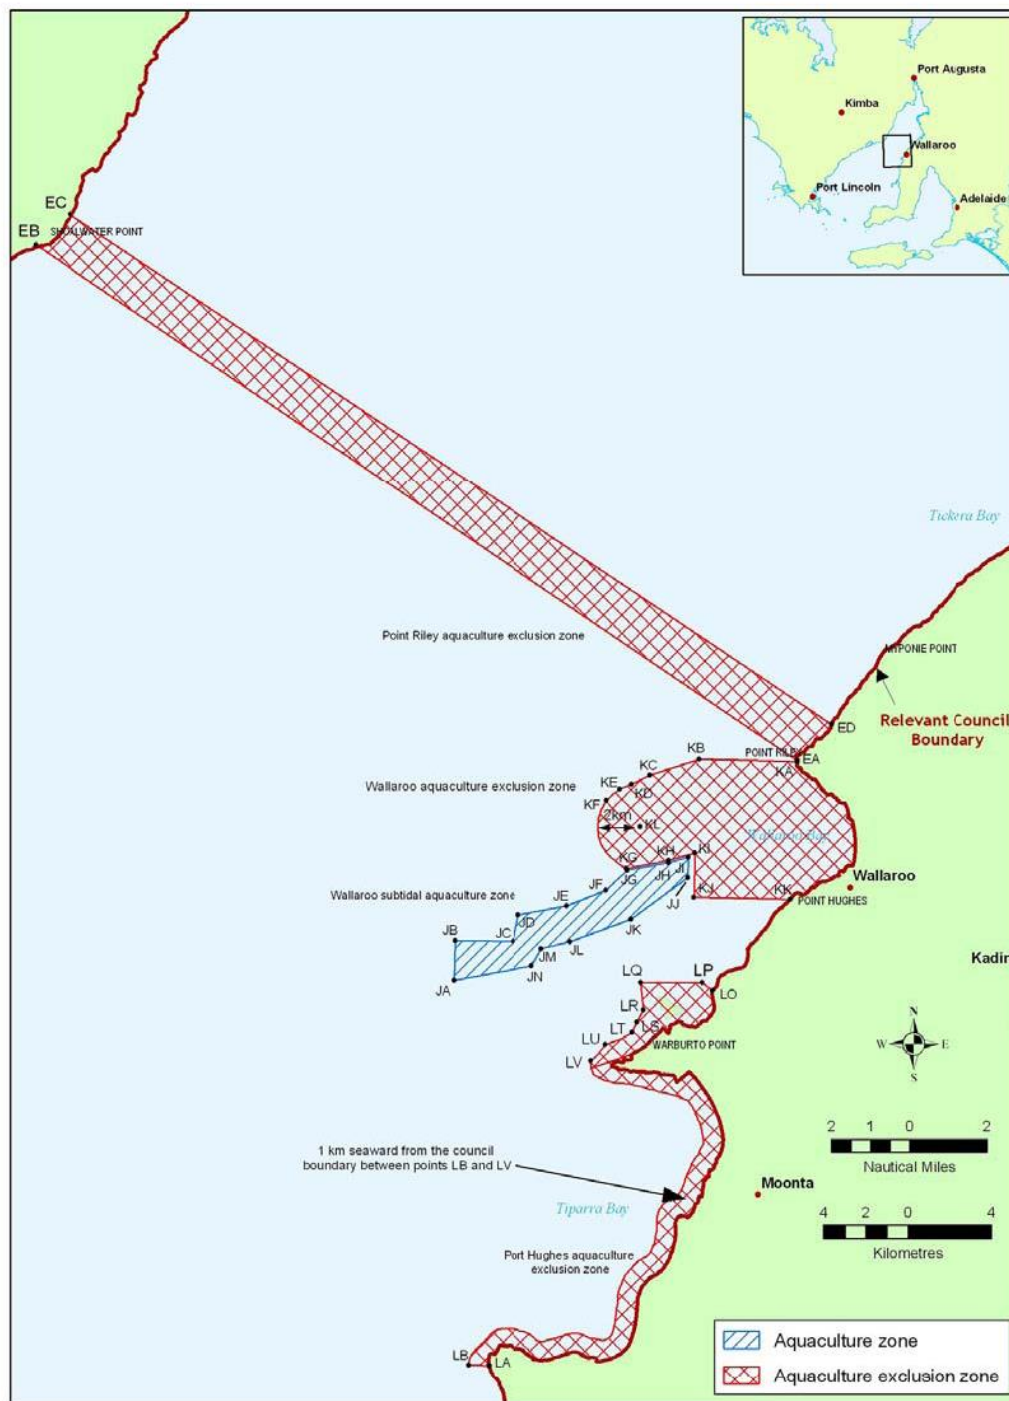 Port Augusta
Kimba
Wallaroo
Port Lincoln
Adelaide
EC
EB
SHOALWATER POINT
Tickera Bay
Point Riley aquaculture exclusion zone
MYPONIE POINT
ED
Relevant Council
Boundary
KB
POINT RILEY
EA
KA
KC
KE
KD
Wallaroo aquaculture exclusion zone
KF
2km
KL
Wallaroo Bay
KI
KH
KG
JI
JH
JG
Wallaroo
JF
KJ
KK
JJ
Wallaroo subtidal aquaculture zone
POINT HUGHES
JE
JD
JK
JB
JC
JL
JM
Kadin
JN
JA
LQ
LP
LO
LR
LS
LT
N
W
E
S
LU
WARBURTO POINT
LV
2 1 0 2
Nautical Miles
1 km seaward from the council
boundary between points LB and LV
Moonta
Tiparra Bay
4 2 0 4
Kilometres
Port Hughes aquaculture
exclusion zone
Aquaculture zone
LB
LA
Aquaculture exclusion zone